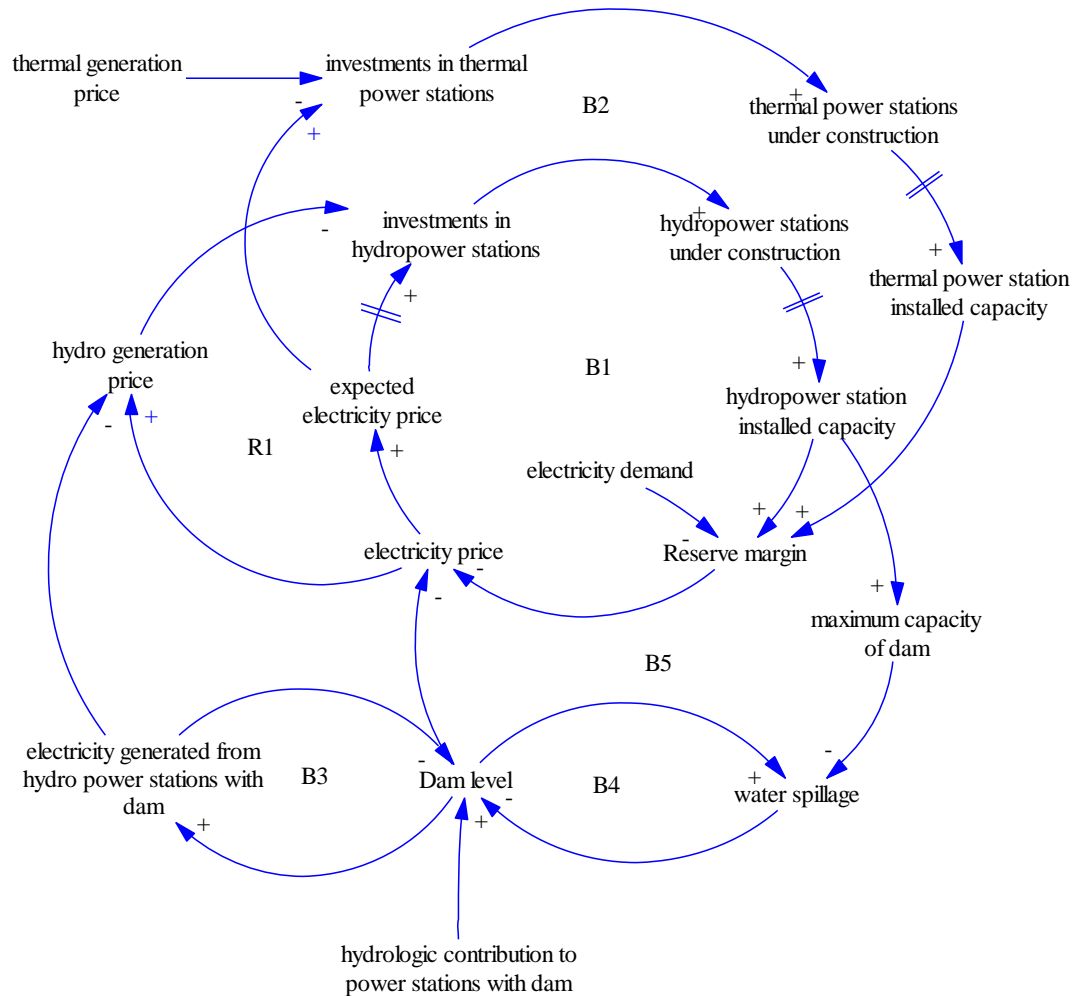 thermal generation
price
investments in thermal
power stations
-
+
B2
+
thermal power stations
under construction
+
thermal power station
installed capacity
investments in
hydropower stations
-
+
+
hydropower stations
under construction
+
hydropower station
installed capacity
hydro generation
price
-
+
R1
expected
electricity price
+
B1
electricity demand
-
+
+
Reserve margin
electricity price
-
-
+
maximum capacity
of dam
B5
-
electricity generated from
hydro power stations with
dam
+
B3
-
Dam level
-
+
B4
+
water spillage
hydrologic contribution to
power stations with dam